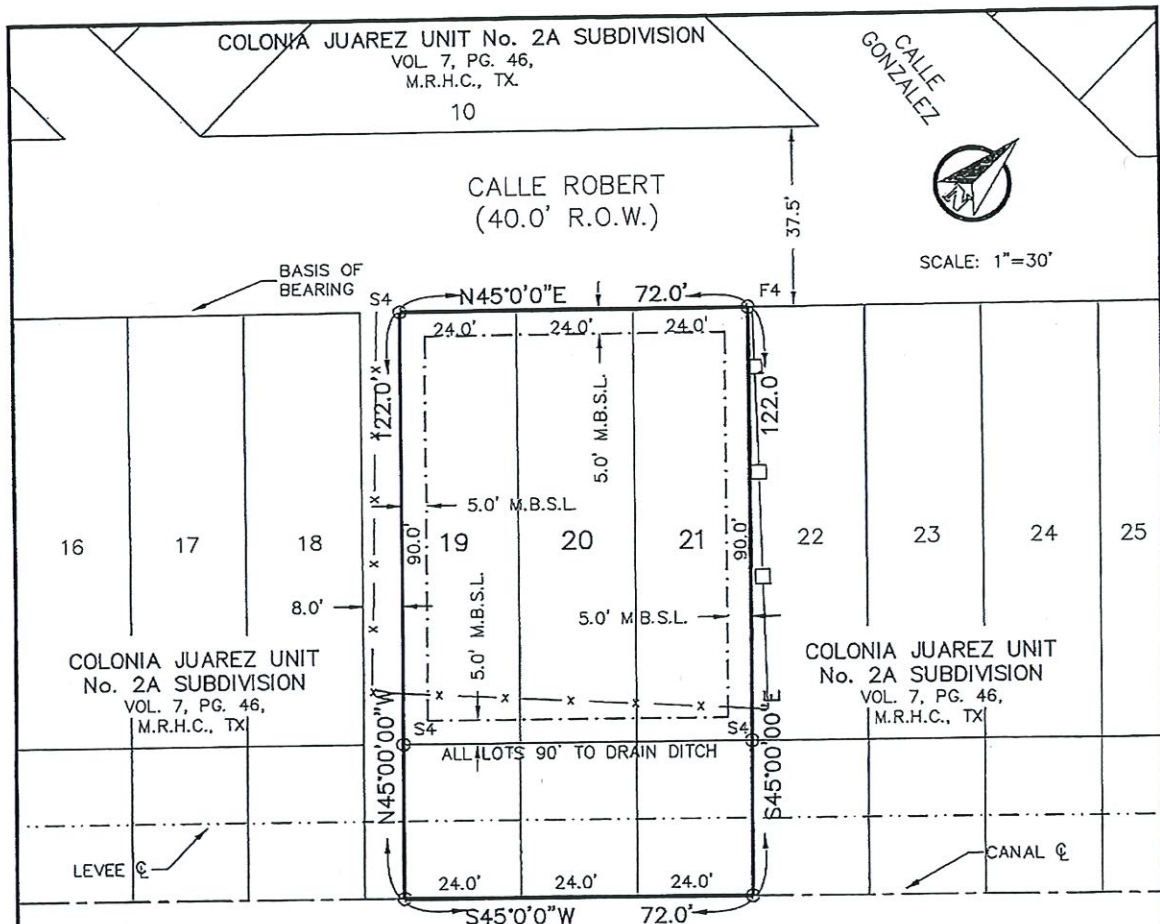 COLONIA JUAREZ UNIT No. 2A SUBDIVISION
VOL. 7, PG. 46,
M.R.H.C., TX.
10
CALLE
GONZALEZ
CALLE ROBERT
(40.0' R.O.W.)
37.5'
N
SCALE: 1"=30'
BASIS OF
BEARING
S4
N45°0'0"E 72.0'
F4
24.0' 24.0' 24.0'
122.0'
122.0
5.0' M.B.S.L.
5.0' M.B.S.L.
90.0'
90.0'
16 17 18 19 20 21 22 23 24 25
8.0'
5.0' M.B.S.L.
5.0' M.B.S.L.
COLONIA JUAREZ UNIT
No. 2A SUBDIVISION
VOL. 7, PG. 46,
M.R.H.C., TX
COLONIA JUAREZ UNIT
No. 2A SUBDIVISION
VOL. 7, PG. 46,
M.R.H.C., TX
S4
S4
ALL LOTS 90' TO DRAIN DITCH
N45°00'00"W
S45°00'00"E
LEVEE ℄
CANAL ℄
24.0' 24.0' 24.0'
S45°0'0"W 72.0'